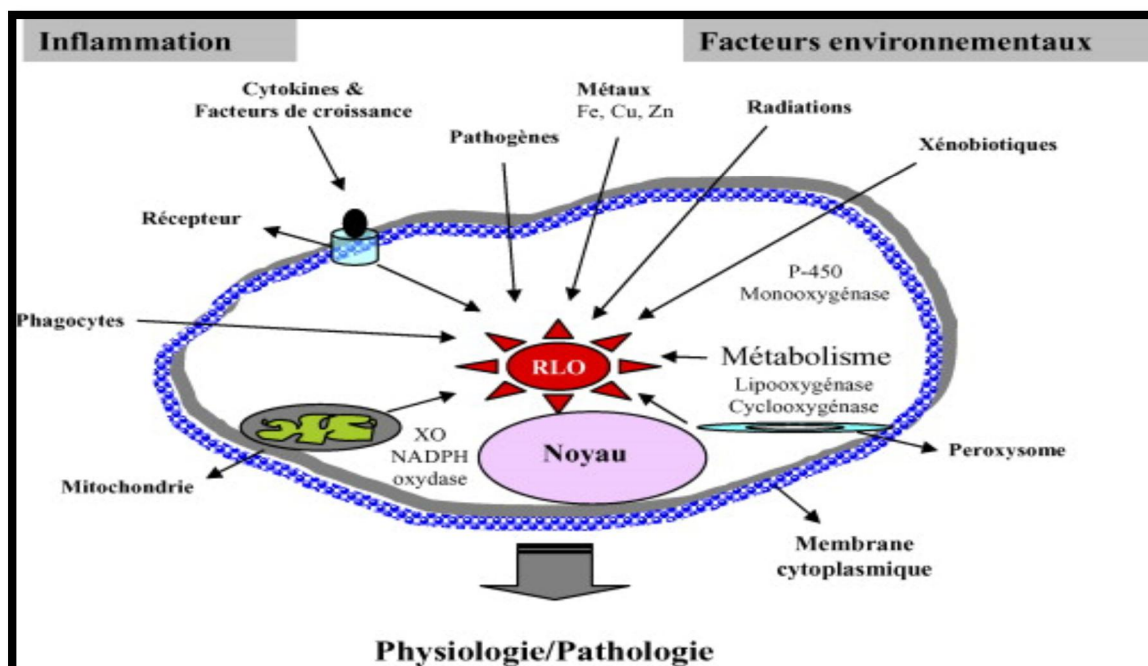 Inflammation
Facteurs environnementaux
Cytokines &
Facteurs de croissance
Pathogènes
Métaux
Fe, Cu, Zn
Radiations
Xénobiotiques
Récepteur
P-450
Monooxygénase
Phagocytes
RLO
Métabolisme
Lipooxygénase
Cyclooxygénase
XO
NADPH
oxydase
Noyau
Peroxysome
Mitochondrie
Membrane
cytoplasmique
Physiologie/Pathologie